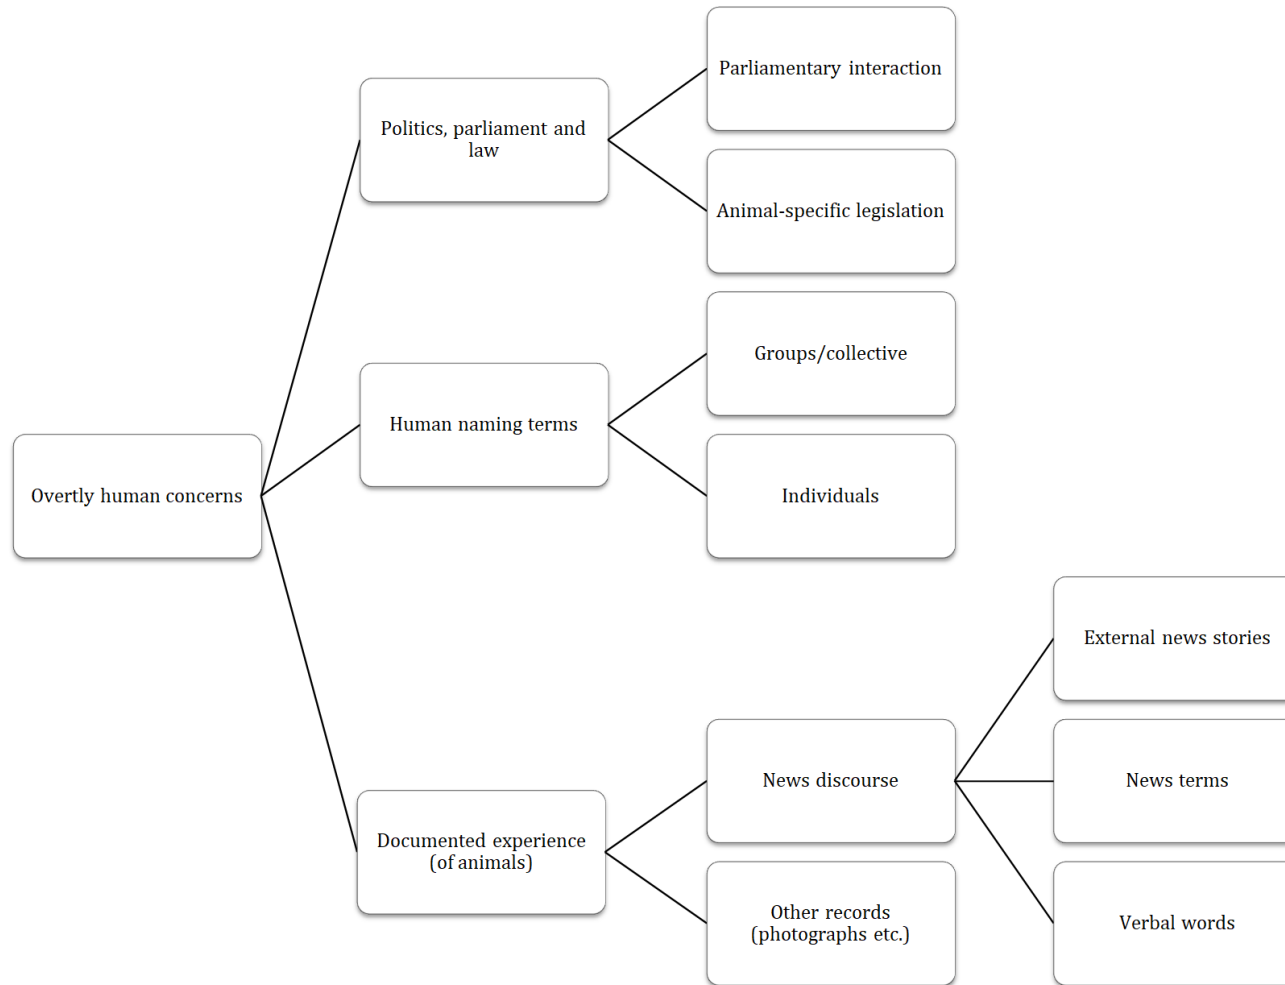 Parliamentary interaction
Politics, parliament and
law
Animal-specific legislation
Groups/collective
Human naming terms
Overtly human concerns
Individuals
External news stories
News discourse
News terms
Documented experience
(of animals)
Other records
(photographs etc.)
Verbal words